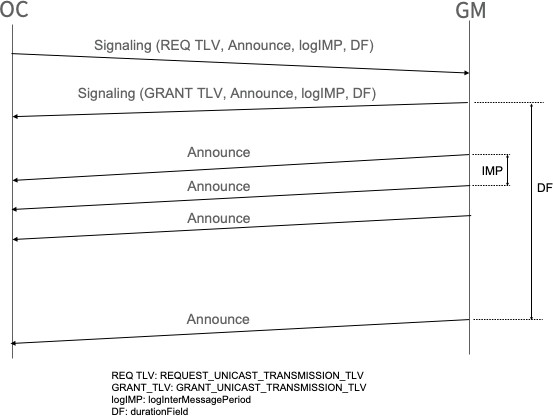 OC GM
Signaling (REQ TLV, Announce, logIMP, DF)
Signaling (GRANT TLV, Announce, logIMP, DF)
Announce
IMP
Announce
DF
Announce
Announce
REQ TLV: REQUEST_UNICAST_TRANSMISSION_TLV
GRANT_TLV: GRANT_UNICAST_TRANSMISSION_TLV
logIMP: logInterMessagePeriod
DF: durationField